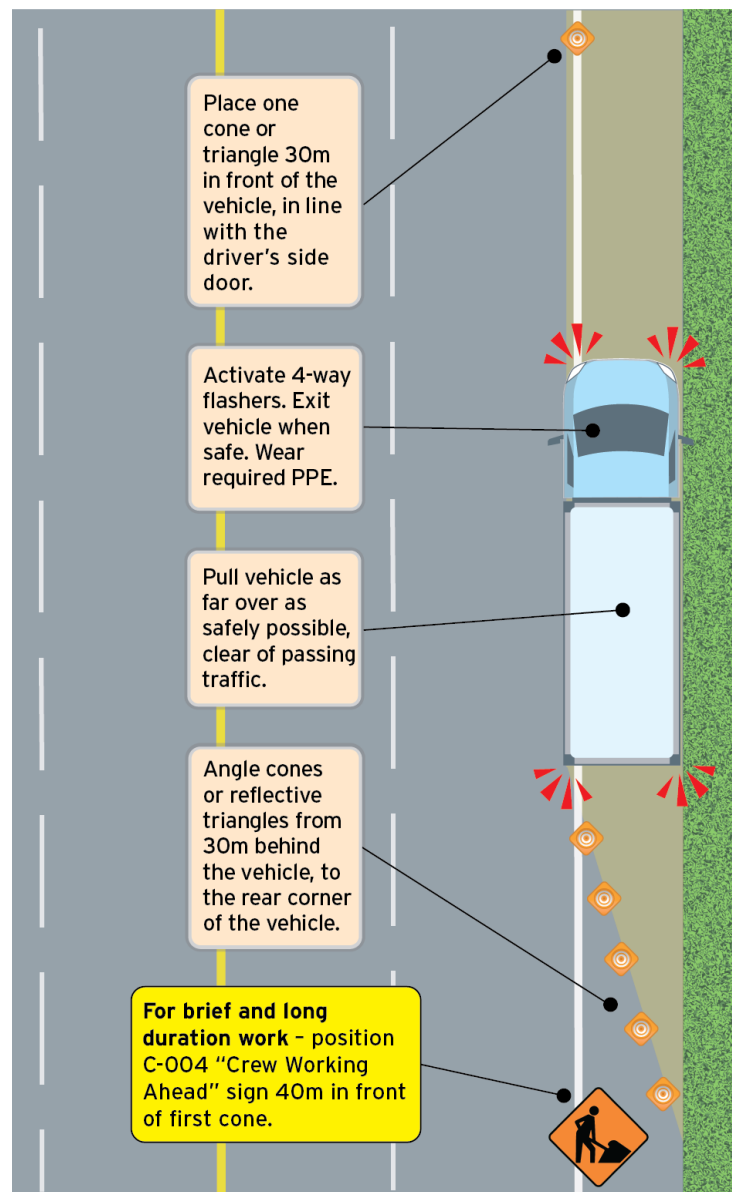 Place one
cone or
triangle 30m
in front of the
vehicle, in line
with the
driver's side
door.
Activate 4-way
flashers. Exit
vehicle when
safe. Wear
required PPE.
Pull vehicle as
far over as
safely possible,
clear of passing
traffic.
Angle cones
or reflective
triangles from
30m behind
the vehicle, to
the rear corner
of the vehicle.
For brief and long
duration work – position
C-004 "Crew Working
Ahead" sign 40m in front
of first cone.